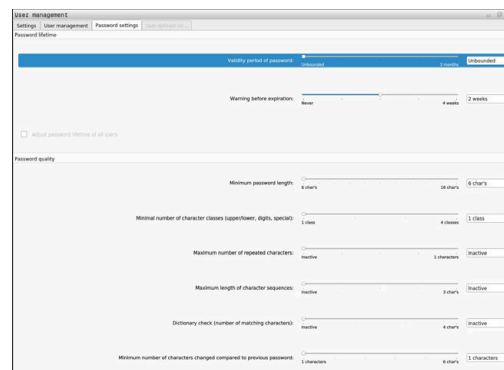 User management
Settings User management Password settings
Password lifetime
Validity period of password: Unbounded 3 months Unbounded
Warning before expiration: Never 4 weeks 2 weeks
Adjust password lifetime of all users
Password quality
Minimum password length: 6 char's 16 char's 6 char's
Minimal number of character classes (upper/lower, digits, special): 1 class 4 classes 1 class
Maximum number of repeated characters: Inactive 1 characters Inactive
Maximum length of character sequences: Inactive 3 char's Inactive
Dictionary check (number of matching characters): Inactive 4 char's Inactive
Minimum number of characters changed compared to previous password: 1 characters 6 char's 1 characters